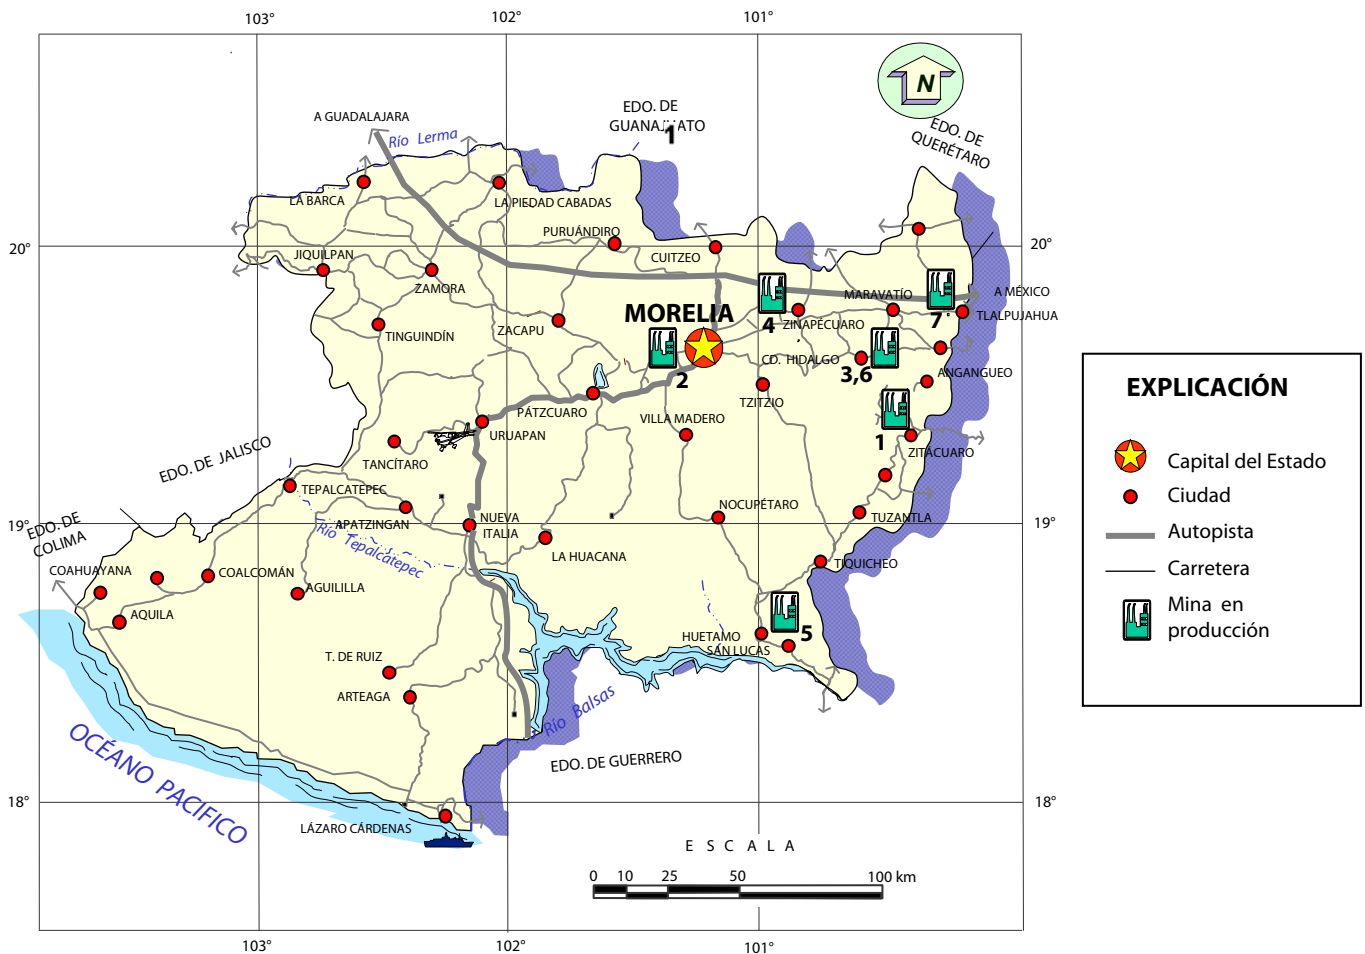 103°
102°
101°
A GUADALAJARA
Río Lerma
EDO. DE
GUANAJUATO
1
N
EDO. DE
QUERÉTARO
LA BARCA
LA PIEDAD CABADAS
PURUÁNDIRO
CUITZEO
20°
20°
JIQUILPAN
ZAMORA
MARAVATÍO
A MÉXICO
TLALPUJAHUA
7
MORELIA
4
ZINAPÉCUARO
TINGUINDÍN
ZACAPU
2
CD. HIDALGO
3,6
ANGANGUEO
TZITZIO
PÁTZCUARO
VILLA MADERO
1
ZITÁCUARO
URUAPAN
EDO. DE JALISCO
TANCÍTARO
TEPALCATEPEC
APATZINGAN
NUEVA
ITALIA
NOCUPÉTARO
TUZANTLA
19°
19°
EDO. DE
COLIMA
Río Tepalcatepec
LA HUACANA
COAHUAYANA
COALCOMÁN
AGUILILLA
TIQUICHEO
AQUILA
HUETAMO
5
SAN LUCAS
T. DE RUIZ
ARTEAGA
Río Balsas
OCÉANO PACIFICO
EDO. DE GUERRERO
18°
18°
LÁZARO CÁRDENAS
E S C A L A
0 10 25 50 100 km
103°
102°
101°
EXPLICACIÓN
Capital del Estado
Ciudad
Autopista
Carretera
Mina en
producción